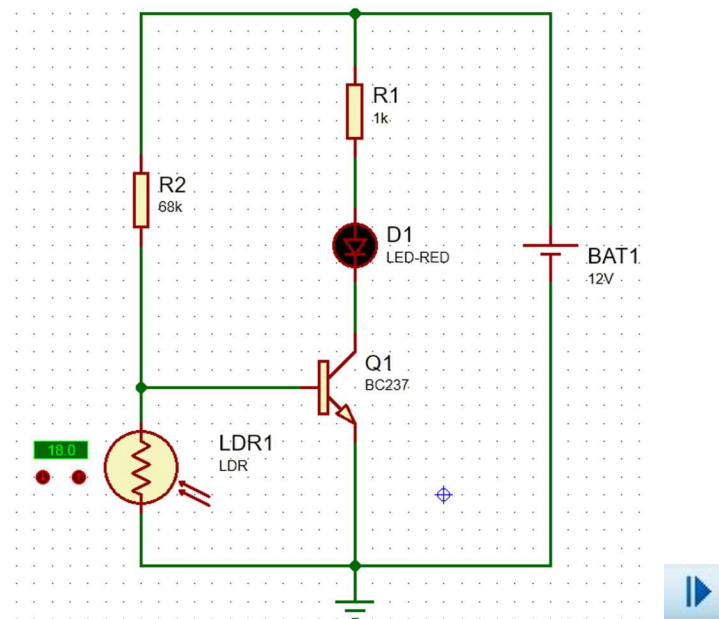 R1
1k
R2
68k
D1
LED-RED
BAT1
12V
Q1
BC237
LDR1
LDR
18.0